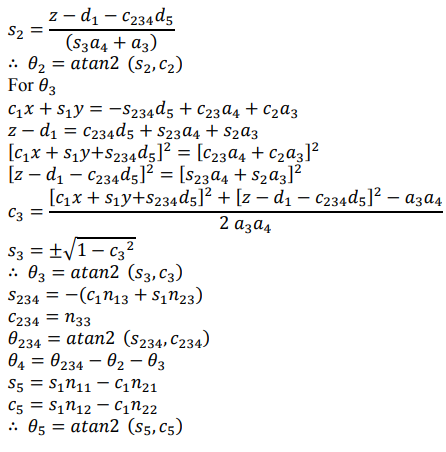 s₂ = (z − d₁ − c₂₃₄d₅) / (s₃a₄ + a₃)
∴ θ₂ = atan2 (s₂, c₂)
For θ₃
c₁x + s₁y = −s₂₃₄d₅ + c₂₃a₄ + c₂a₃
z − d₁ = c₂₃₄d₅ + s₂₃a₄ + s₂a₃
[c₁x + s₁y+s₂₃₄d₅]² = [c₂₃a₄ + c₂a₃]²
[z − d₁ − c₂₃₄d₅]² = [s₂₃a₄ + s₂a₃]²
c₃ = ([c₁x + s₁y+s₂₃₄d₅]² + [z − d₁ − c₂₃₄d₅]² − a₃a₄) / (2 a₃a₄)
s₃ = ±√(1 − c₃²)
∴ θ₃ = atan2 (s₃, c₃)
s₂₃₄ = −(c₁n₁₃ + s₁n₂₃)
c₂₃₄ = n₃₃
θ₂₃₄ = atan2 (s₂₃₄, c₂₃₄)
θ₄ = θ₂₃₄ − θ₂ − θ₃
s₅ = s₁n₁₁ − c₁n₂₁
c₅ = s₁n₁₂ − c₁n₂₂
∴ θ₅ = atan2 (s₅, c₅)